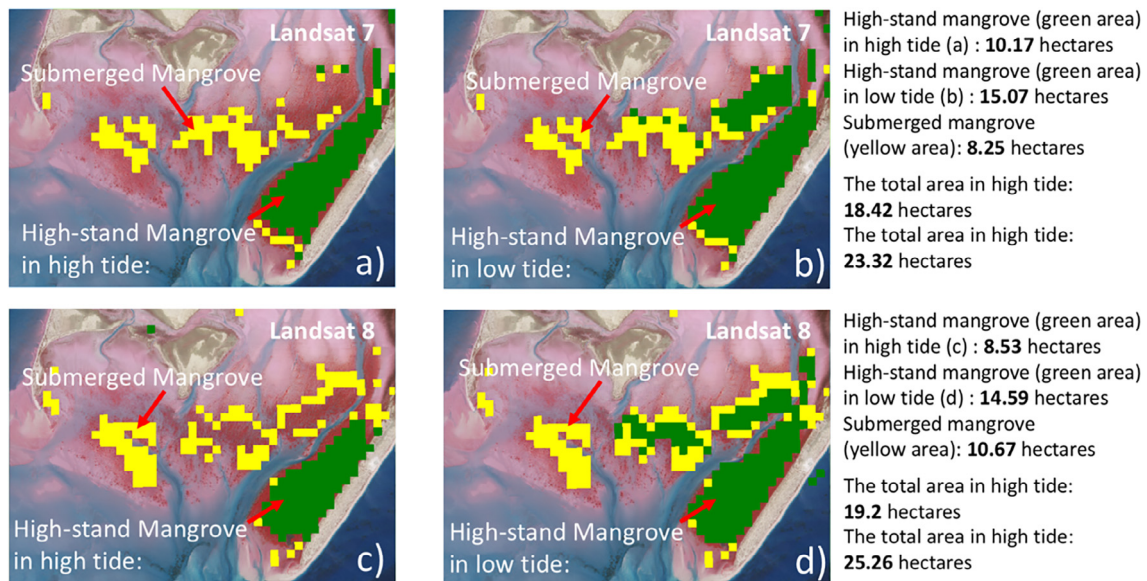 Landsat 7
Submerged Mangrove
High-stand Mangrove
in high tide:
a)
Landsat 7
Submerged Mangrove
High-stand Mangrove
in low tide:
b)
High-stand mangrove (green area)
in high tide (a) : 10.17 hectares
High-stand mangrove (green area)
in low tide (b) : 15.07 hectares
Submerged mangrove
(yellow area): 8.25 hectares
The total area in high tide:
18.42 hectares
The total area in high tide:
23.32 hectares
Landsat 8
Submerged Mangrove
High-stand Mangrove
in high tide:
c)
Landsat 8
Submerged Mangrove
High-stand Mangrove
in low tide:
d)
High-stand mangrove (green area)
in high tide (c) : 8.53 hectares
High-stand mangrove (green area)
in low tide (d) : 14.59 hectares
Submerged mangrove
(yellow area): 10.67 hectares
The total area in high tide:
19.2 hectares
The total area in high tide:
25.26 hectares